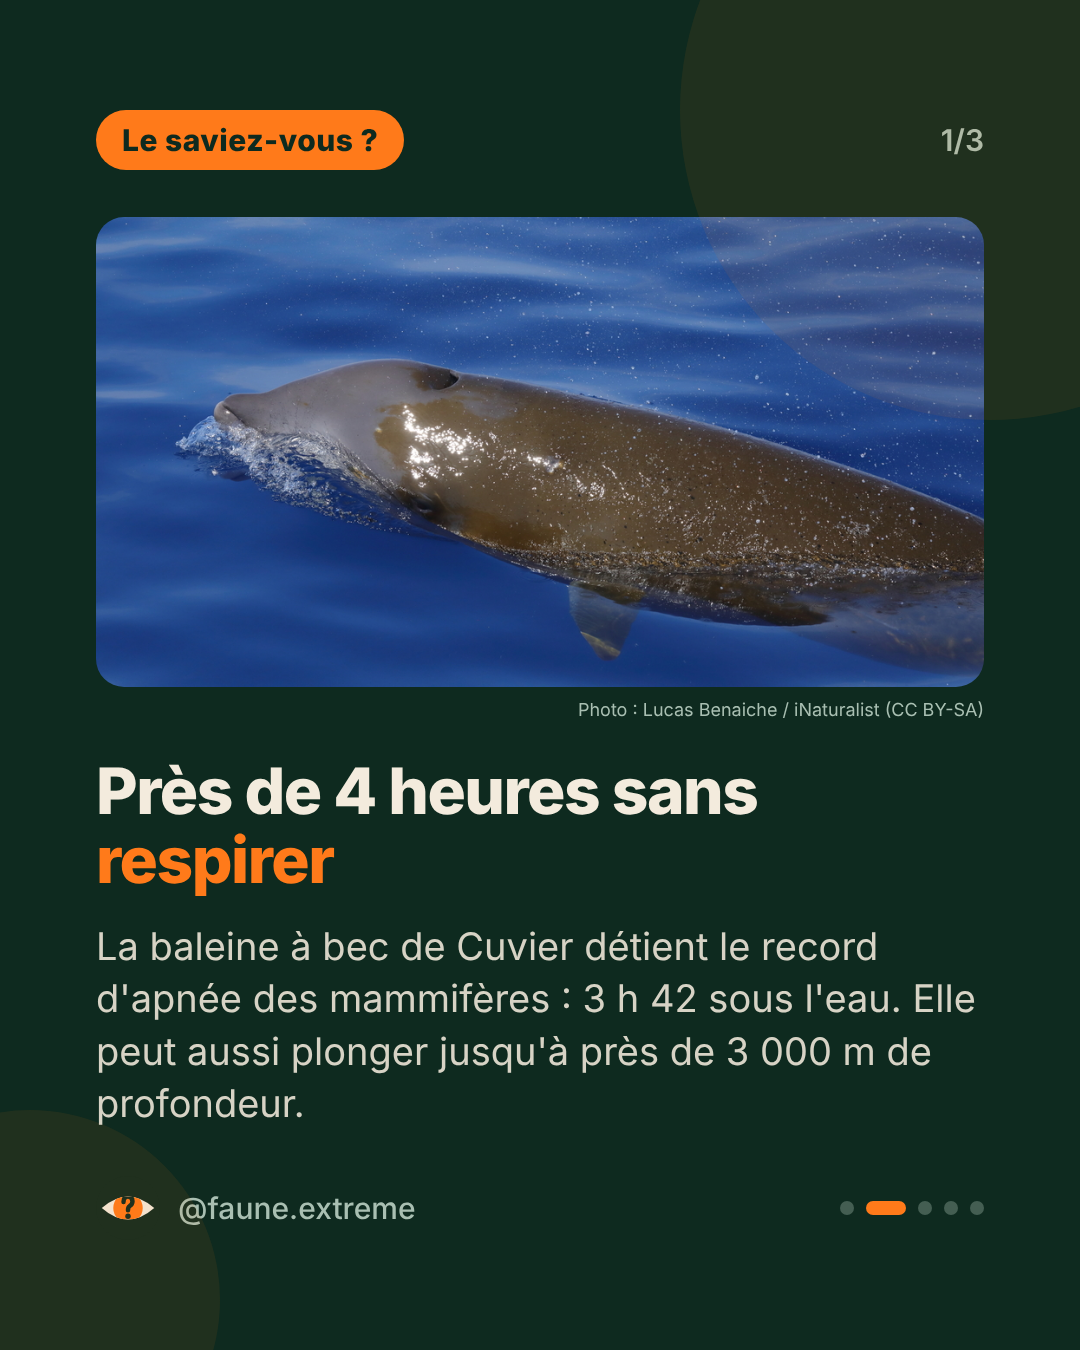 Le saviez-vous ?
1/3
Photo : Lucas Benaiche / iNaturalist (CC BY-SA)
Près de 4 heures sans
respirer
La baleine à bec de Cuvier détient le record
d'apnée des mammifères : 3 h 42 sous l'eau. Elle
peut aussi plonger jusqu'à près de 3 000 m de
profondeur.
?
@faune.extreme